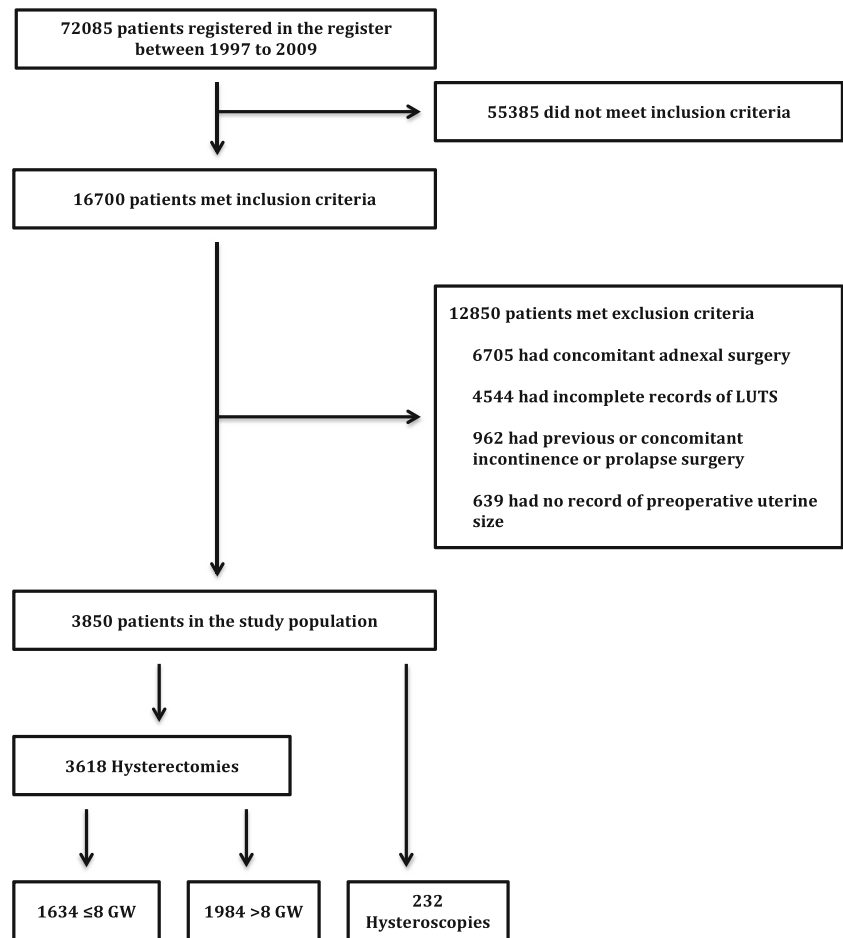 72085 patients registered in the register
between 1997 to 2009
55385 did not meet inclusion criteria
16700 patients met inclusion criteria
12850 patients met exclusion criteria
6705 had concomitant adnexal surgery
4544 had incomplete records of LUTS
962 had previous or concomitant
incontinence or prolapse surgery
639 had no record of preoperative uterine
size
3850 patients in the study population
3618 Hysterectomies
1634 ≤8 GW
1984 >8 GW
232
Hysteroscopies